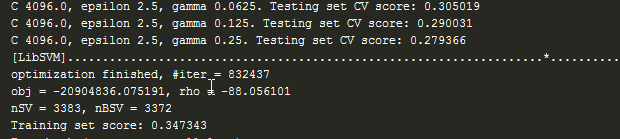 C 4096.0, epsilon 2.5, gamma 0.0625. Testing set CV score: 0.305019
C 4096.0, epsilon 2.5, gamma 0.125. Testing set CV score: 0.290031
C 4096.0, epsilon 2.5, gamma 0.25. Testing set CV score: 0.279366
[LibSVM]...................................................................*..........
optimization finished, #iter = 832437
obj = -20904836.075191, rho = -88.056101
nSV = 3383, nBSV = 3372
Training set score: 0.347343